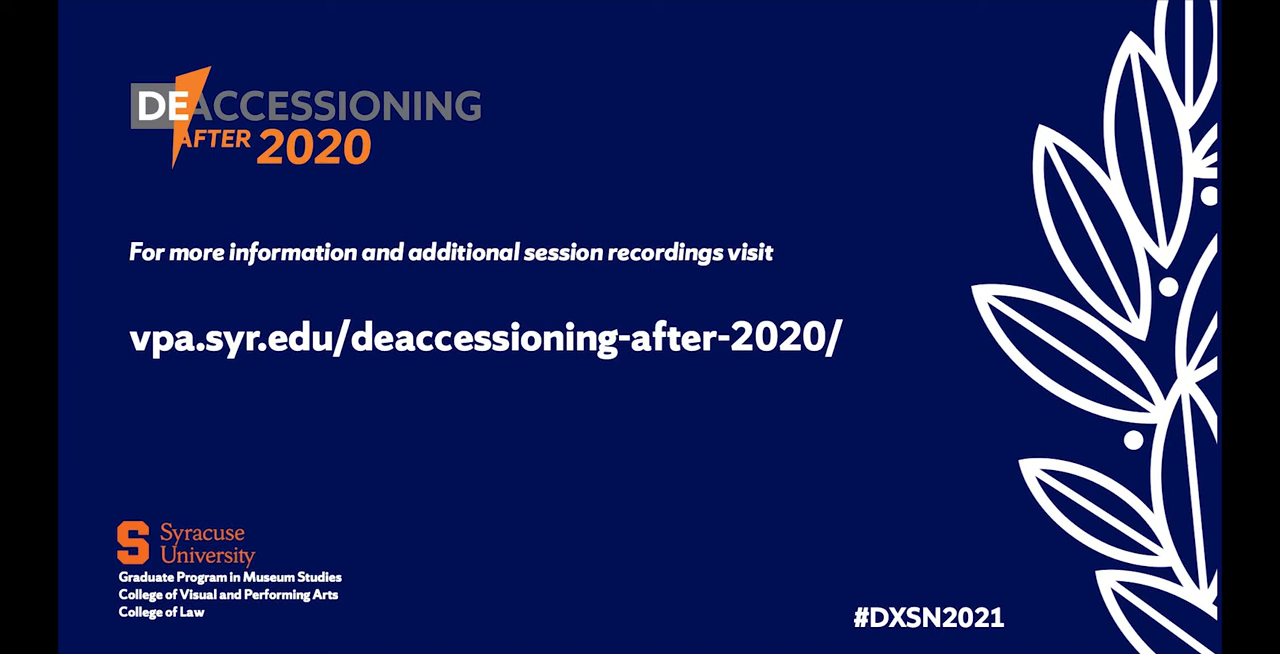 DEACCESSIONING
AFTER 2020
For more information and additional session recordings visit
vpa.syr.edu/deaccessioning-after-2020/
S Syracuse
University
Graduate Program in Museum Studies
College of Visual and Performing Arts
College of Law
#DXSN2021